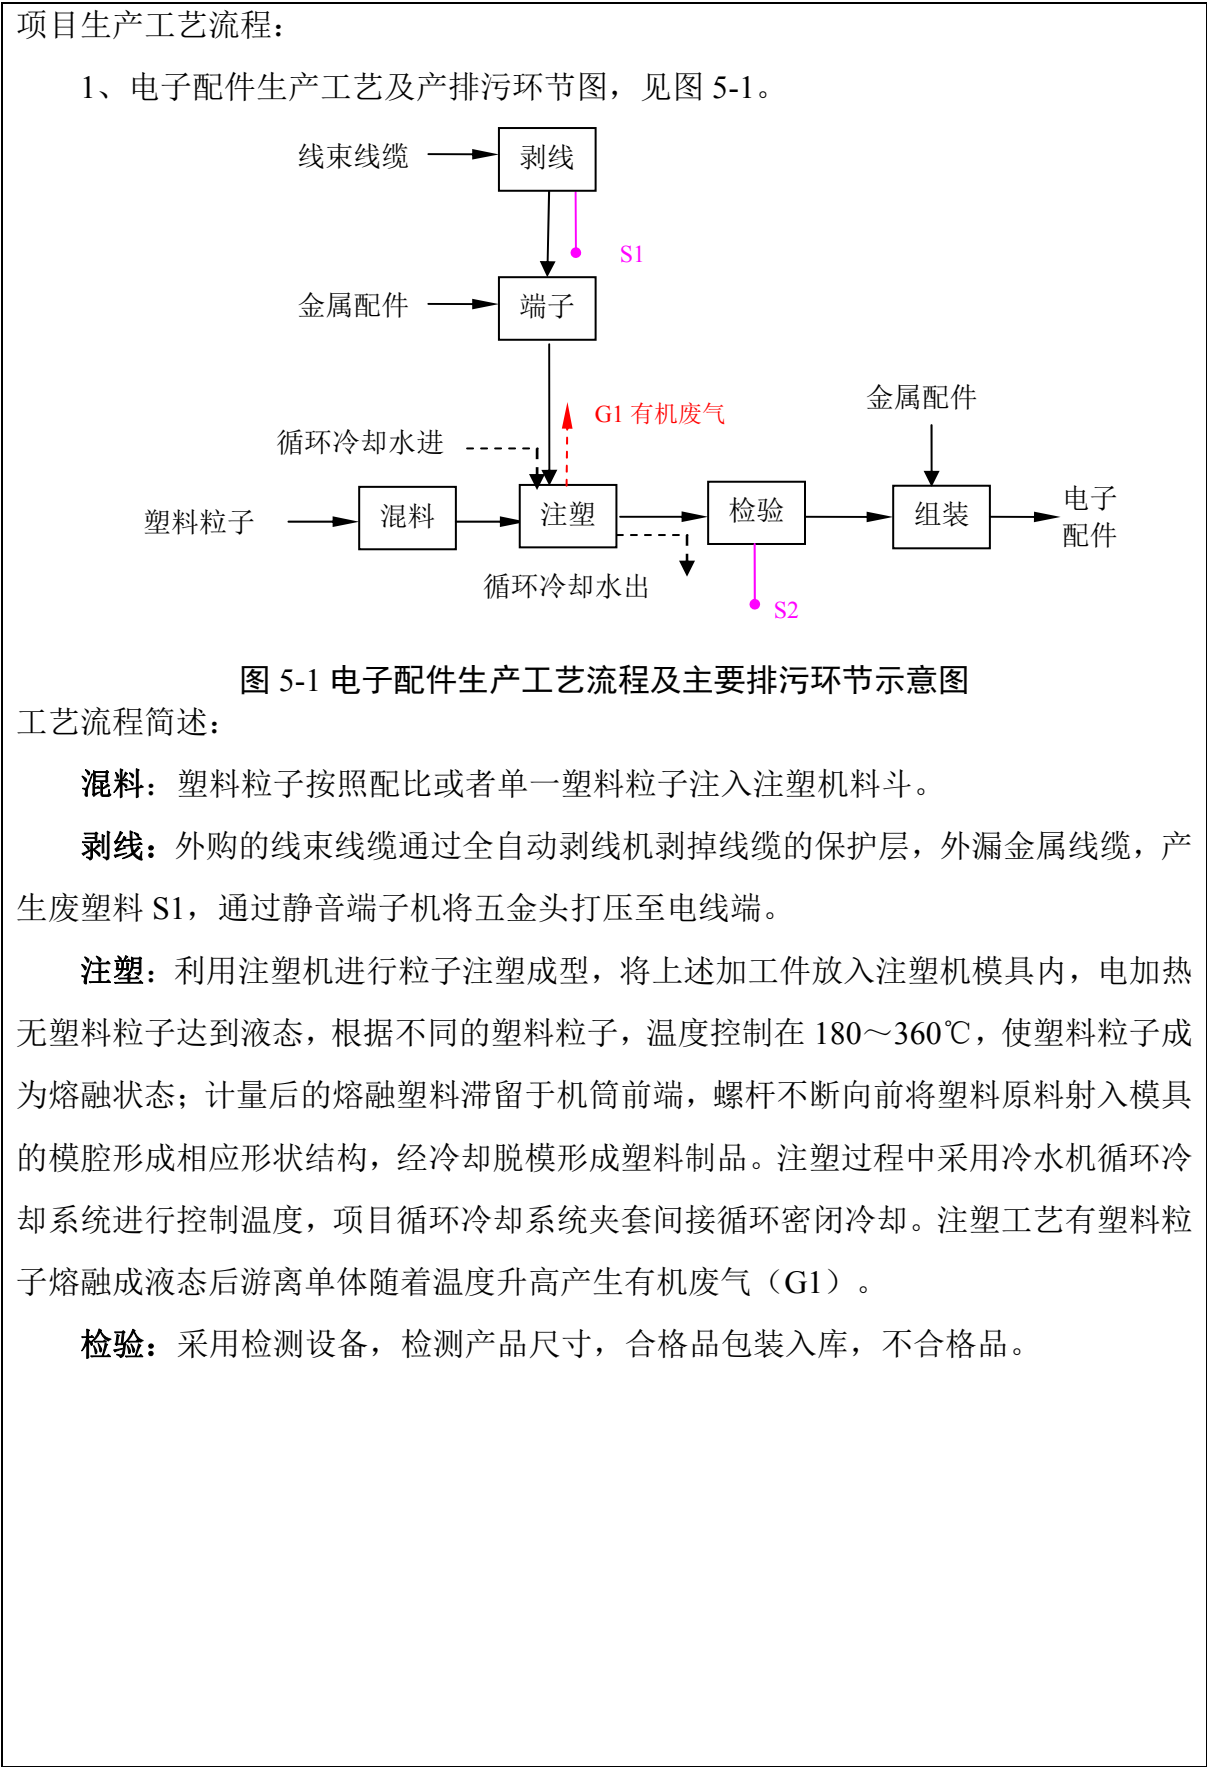 项目生产工艺流程：
1、电子配件生产工艺及产排污环节图，见图 5-1。
线束线缆
剥线
S1
金属配件
端子
金属配件
G1 有机废气
循环冷却水进
塑料粒子
混料
注塑
检验
组装
电子
配件
循环冷却水出
S2
图 5-1 电子配件生产工艺流程及主要排污环节示意图
工艺流程简述：
混料：塑料粒子按照配比或者单一塑料粒子注入注塑机料斗。
剥线：外购的线束线缆通过全自动剥线机剥掉线缆的保护层，外漏金属线缆，产
生废塑料 S1，通过静音端子机将五金头打压至电线端。
注塑：利用注塑机进行粒子注塑成型，将上述加工件放入注塑机模具内，电加热
无塑料粒子达到液态，根据不同的塑料粒子，温度控制在 180～360℃，使塑料粒子成
为熔融状态；计量后的熔融塑料滞留于机筒前端，螺杆不断向前将塑料原料射入模具
的模腔形成相应形状结构，经冷却脱模形成塑料制品。注塑过程中采用冷水机循环冷
却系统进行控制温度，项目循环冷却系统夹套间接循环密闭冷却。注塑工艺有塑料粒
子熔融成液态后游离单体随着温度升高产生有机废气（G1）。
检验：采用检测设备，检测产品尺寸，合格品包装入库，不合格品。